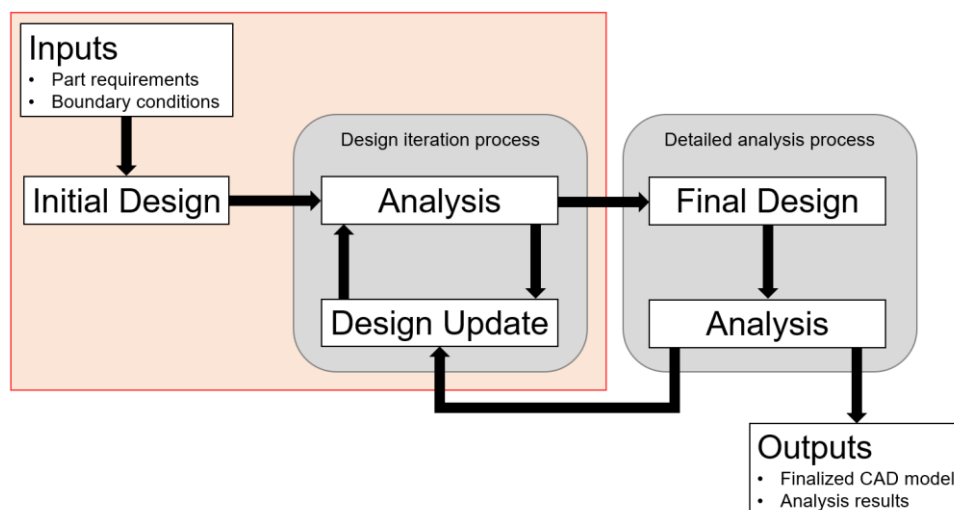 Inputs
• Part requirements
• Boundary conditions
Design iteration process
Detailed analysis process
Initial Design
Analysis
Final Design
Design Update
Analysis
Outputs
• Finalized CAD model
• Analysis results